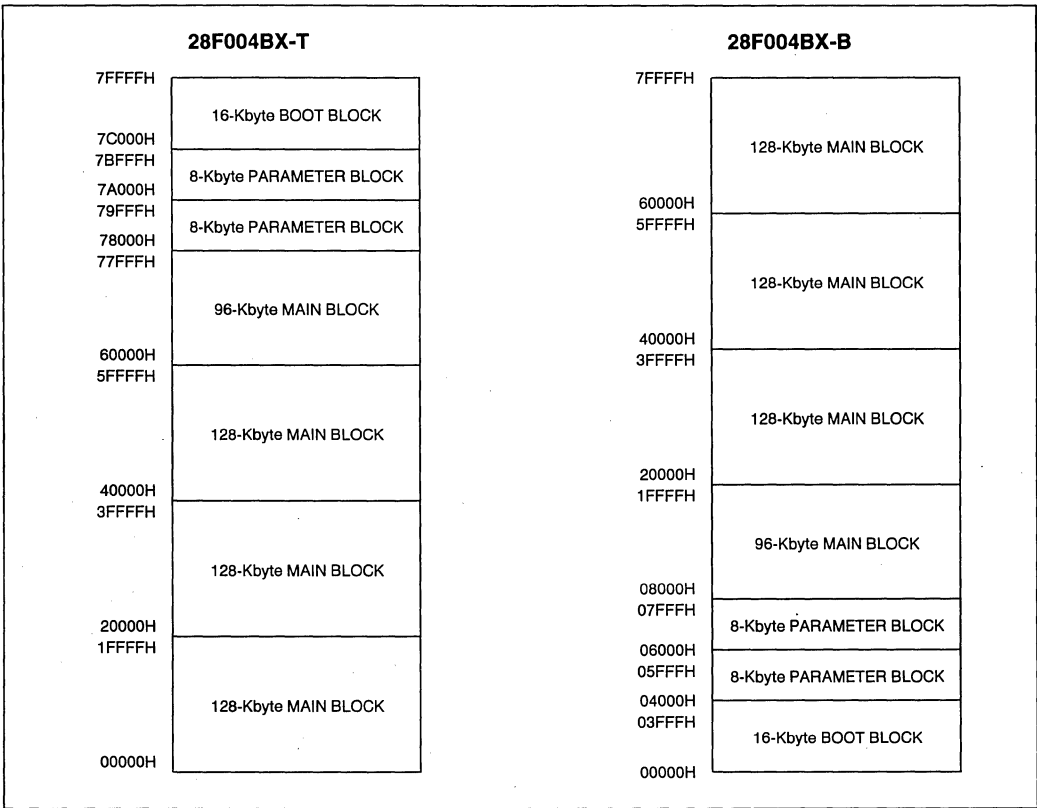 28F004BX-T
7FFFFH
16-Kbyte BOOT BLOCK
7C000H
7BFFFH
8-Kbyte PARAMETER BLOCK
7A000H
79FFFH
8-Kbyte PARAMETER BLOCK
78000H
77FFFH
96-Kbyte MAIN BLOCK
60000H
5FFFFH
128-Kbyte MAIN BLOCK
40000H
3FFFFH
128-Kbyte MAIN BLOCK
20000H
1FFFFH
128-Kbyte MAIN BLOCK
00000H
28F004BX-B
7FFFFH
128-Kbyte MAIN BLOCK
60000H
5FFFFH
128-Kbyte MAIN BLOCK
40000H
3FFFFH
128-Kbyte MAIN BLOCK
20000H
1FFFFH
96-Kbyte MAIN BLOCK
08000H
07FFFH
8-Kbyte PARAMETER BLOCK
06000H
05FFFH
8-Kbyte PARAMETER BLOCK
04000H
03FFFH
16-Kbyte BOOT BLOCK
00000H